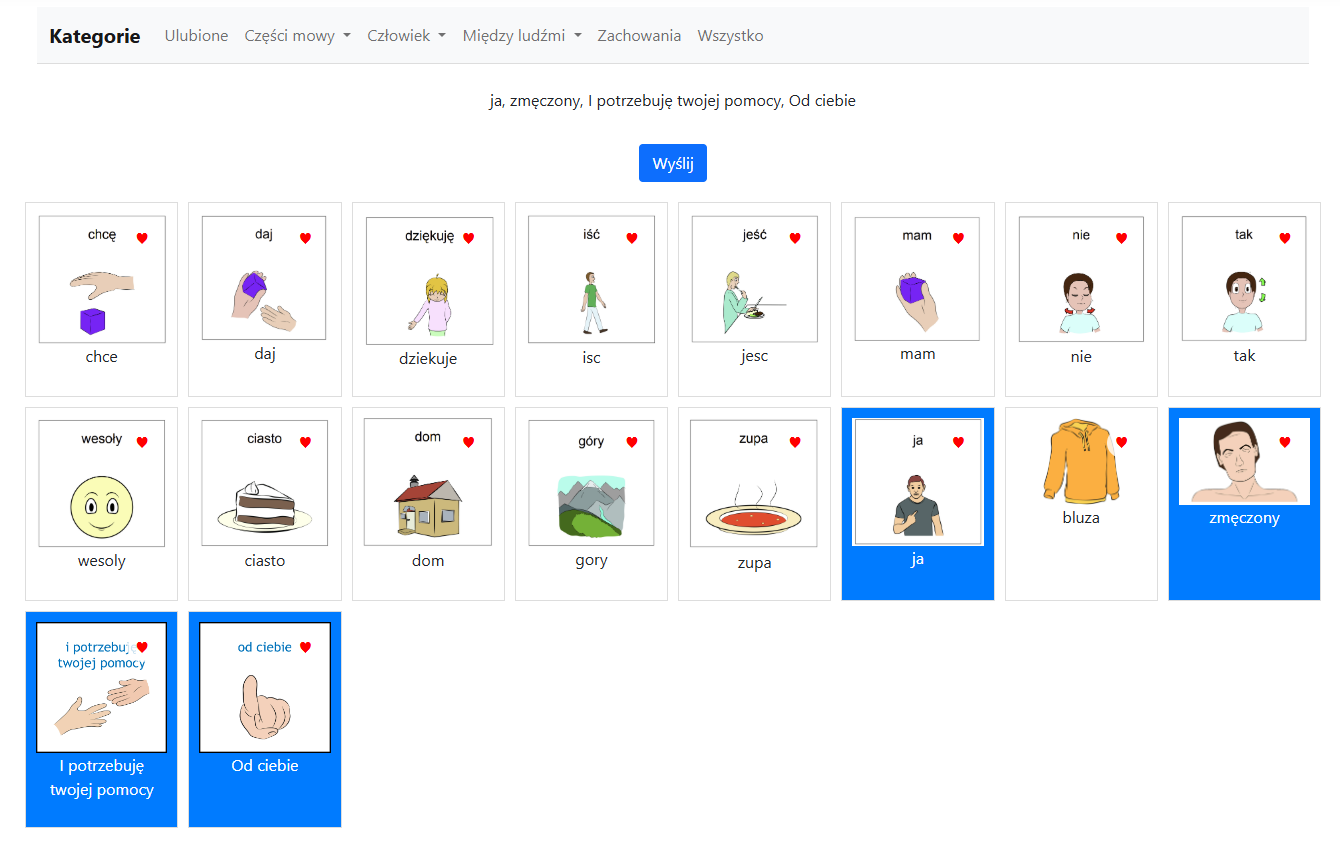 Kategorie Ulubione Części mowy Człowiek Między ludźmi Zachowania Wszystko
ja, zmęczony, I potrzebuję twojej pomocy, Od ciebie
Wyślij
chcę daj dziękuję iść jeść mam nie tak
chce daj dziekuje isc jesc mam nie tak
wesoły ciasto dom góry zupa ja
wesoly ciasto dom gory zupa ja bluza zmęczony
i potrzebuję od ciebie
twojej pomocy
I potrzebuję Od ciebie
twojej pomocy